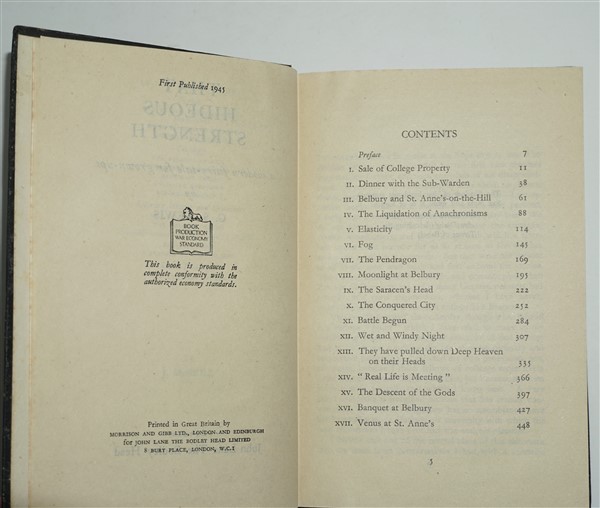 First Published 1945
HIDEOUS
STRENGTH
BOOK
PRODUCTION
WAR ECONOMY
STANDARD
This book is produced in
complete conformity with the
authorized economy standards.
Printed in Great Britain by
MORRISON AND GIBB LTD., LONDON AND EDINBURGH
for JOHN LANE THE BODLEY HEAD LIMITED
8 BURY PLACE, LONDON, W.C.1
CONTENTS
Preface 7
I. Sale of College Property 11
II. Dinner with the Sub-Warden 38
III. Belbury and St. Anne's-on-the-Hill 61
IV. The Liquidation of Anachronisms 88
V. Elasticity 114
VI. Fog 145
VII. The Pendragon 169
VIII. Moonlight at Belbury 193
IX. The Saracen's Head 222
X. The Conquered City 252
XI. Battle Begun 284
XII. Wet and Windy Night 307
XIII. They have pulled down Deep Heaven
on their Heads 335
XIV. " Real Life is Meeting " 366
XV. The Descent of the Gods 397
XVI. Banquet at Belbury 427
XVII. Venus at St. Anne's 448
3